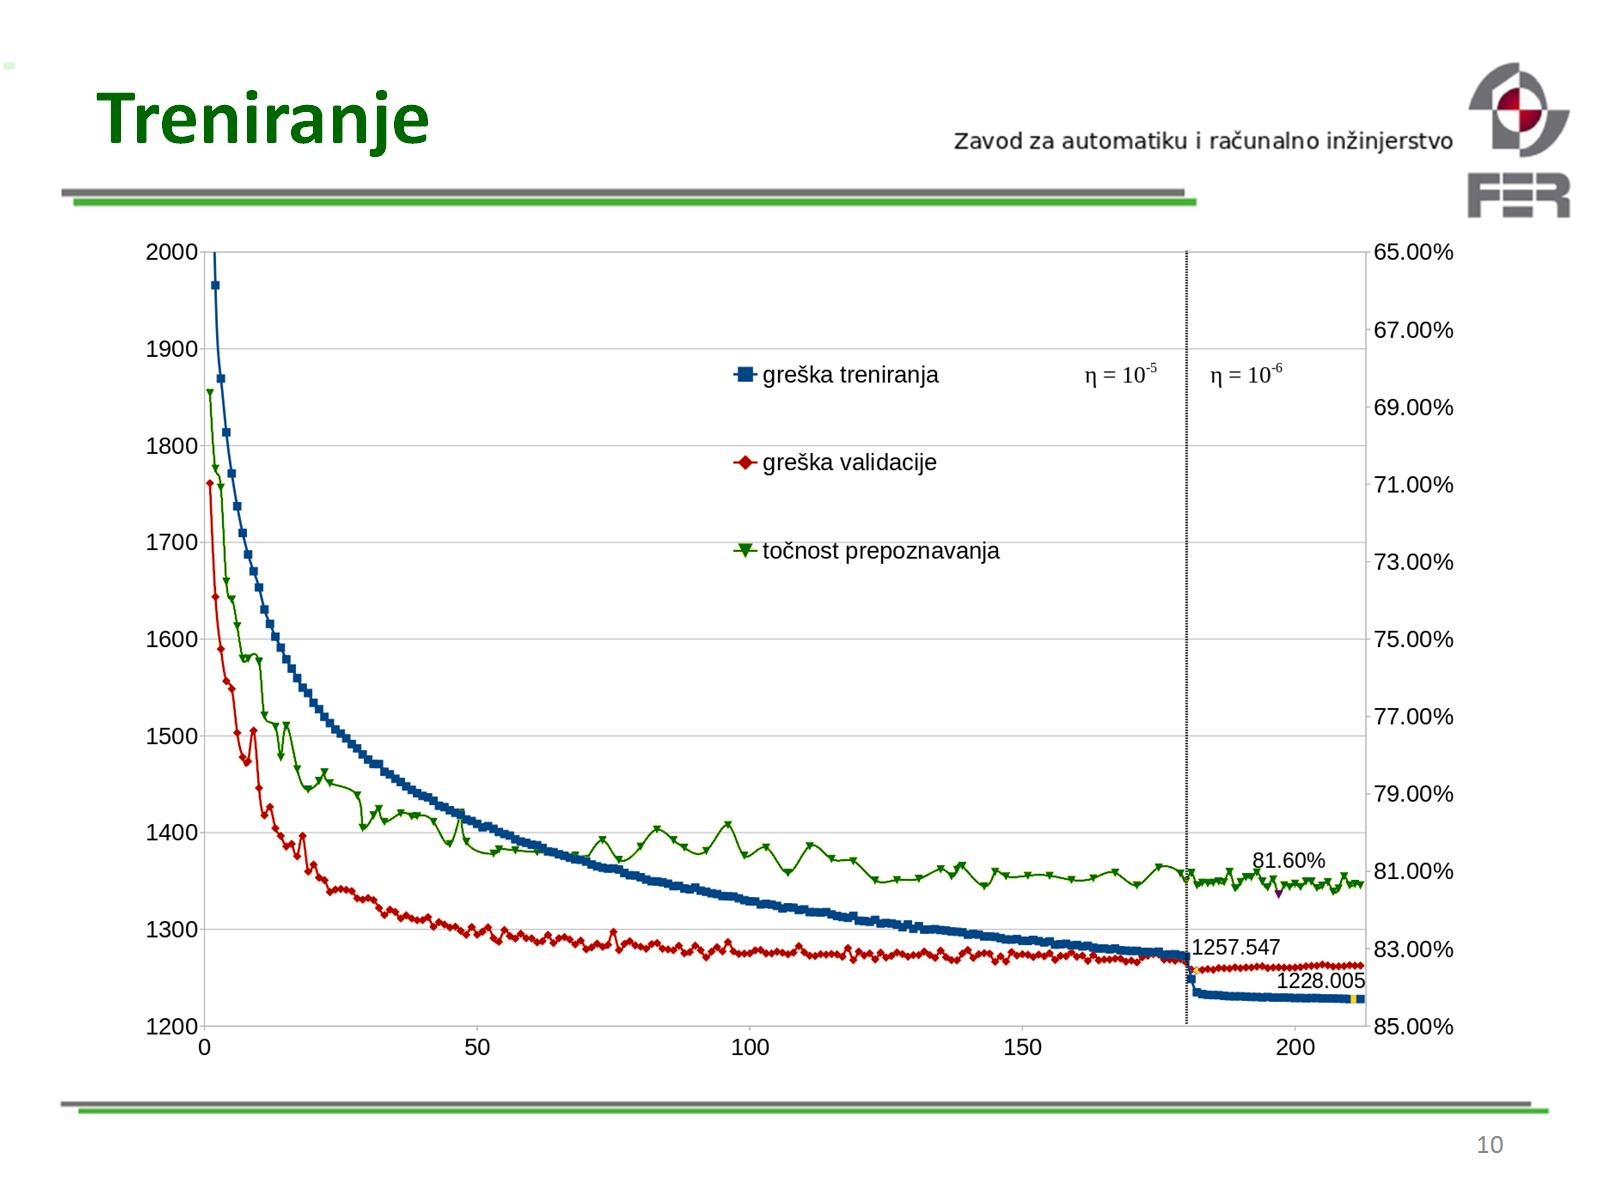 Treniranje
Zavod za automatiku i računalno inžinjerstvo
FER
2000
1900
1800
1700
1600
1500
1400
1300
1200
65.00%
67.00%
69.00%
71.00%
73.00%
75.00%
77.00%
79.00%
81.00%
83.00%
85.00%
greška treniranja
greška validacije
točnost prepoznavanja
η = 10-5
η = 10-6
81.60%
1257.547
1228.005
0 50 100 150 200
10